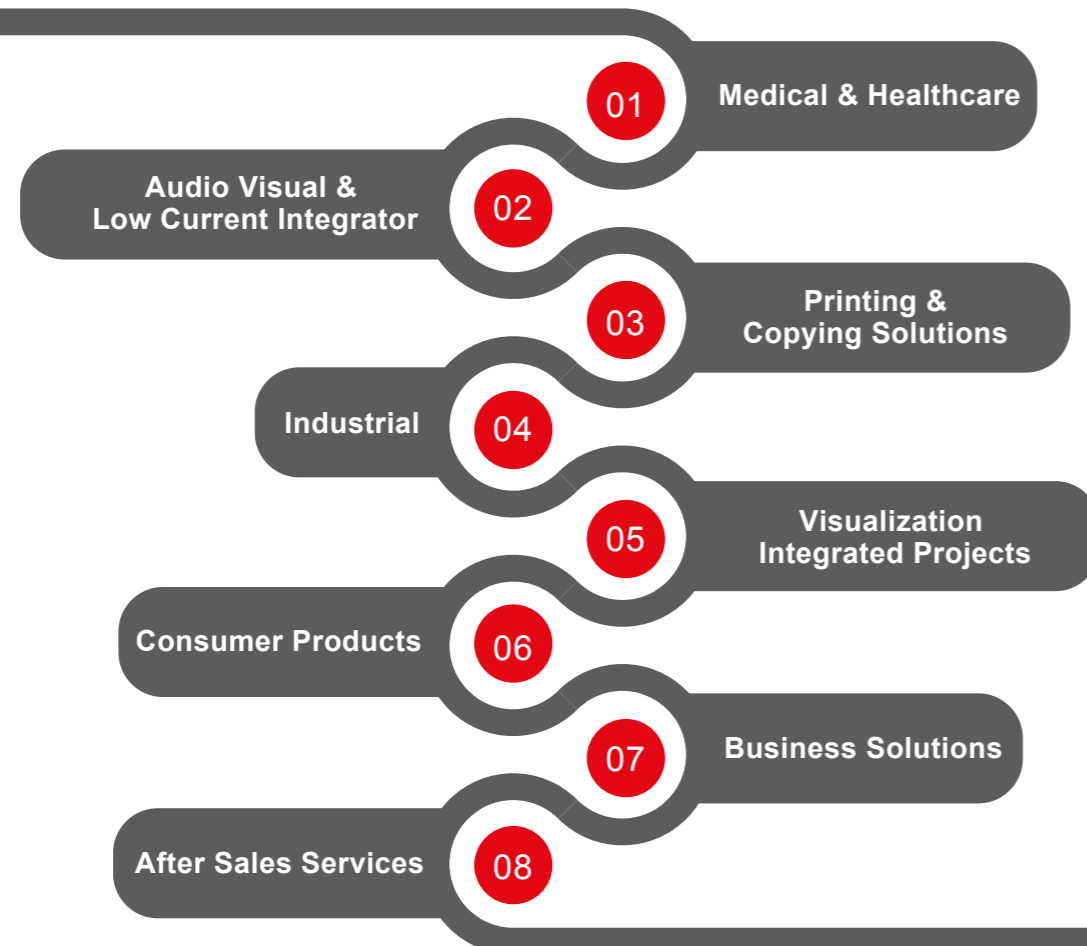 01
Medical & Healthcare
02
Audio Visual &
Low Current Integrator
03
Printing &
Copying Solutions
04
Industrial
05
Visualization
Integrated Projects
06
Consumer Products
07
Business Solutions
08
After Sales Services